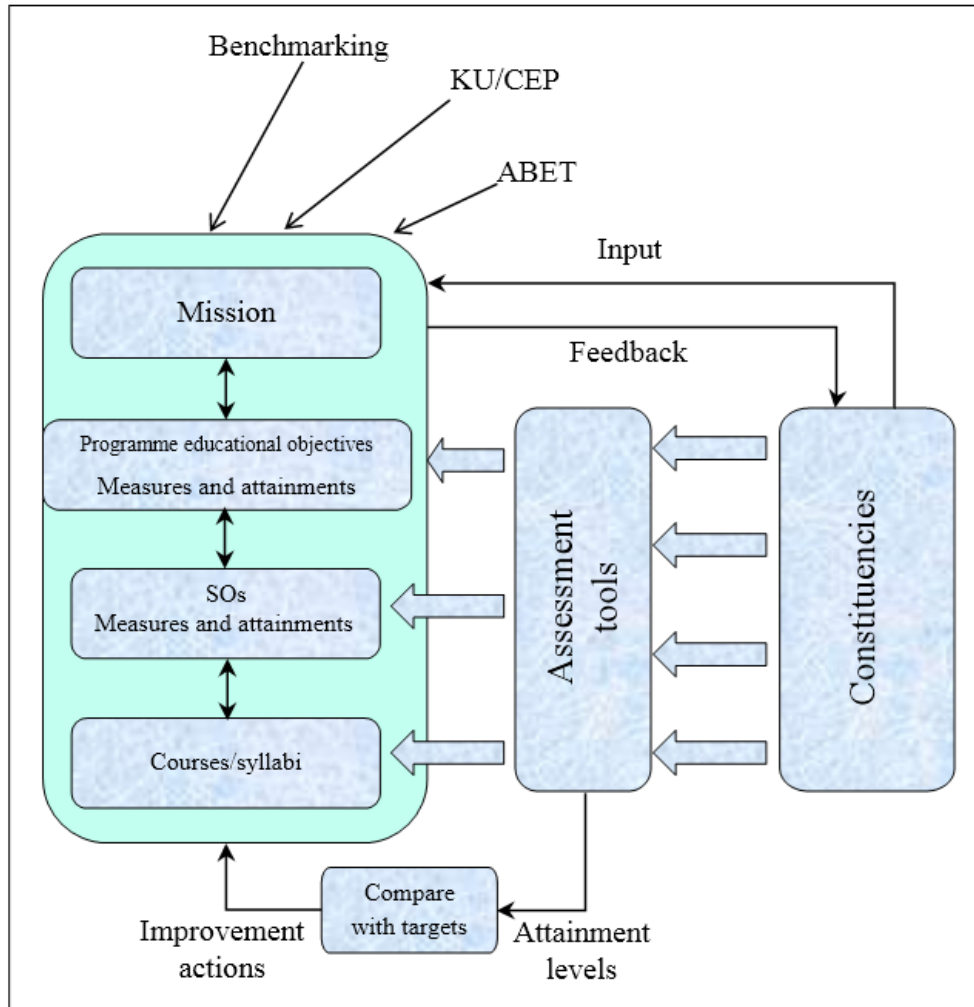 Benchmarking
KU/CEP
ABET
Input
Mission
Feedback
Programme educational objectives
Measures and attainments
SOs
Measures and attainments
Courses/syllabi
Assessment
tools
Constituencies
Compare
with targets
Improvement
actions
Attainment
levels